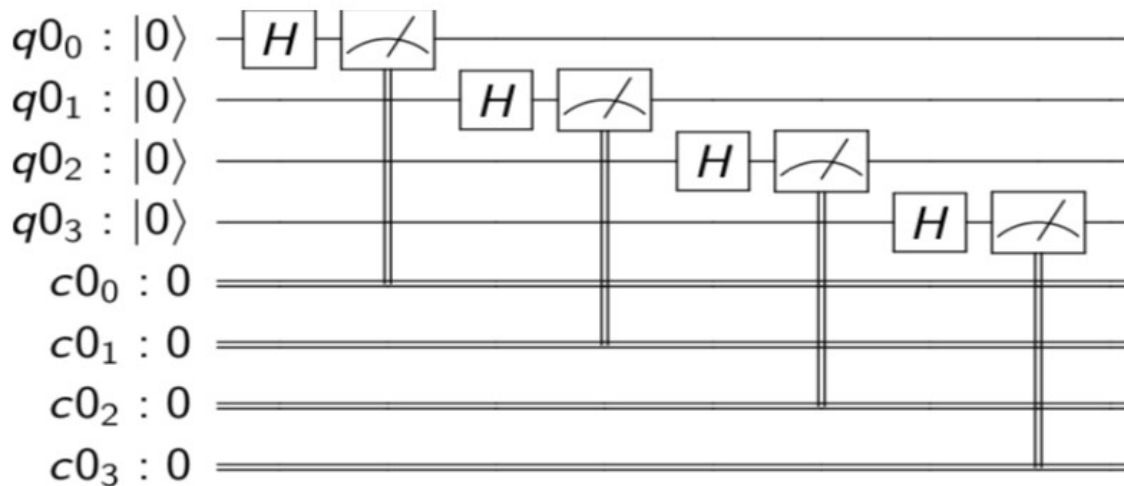 q0₀ : |0⟩ H
q0₁ : |0⟩ H
q0₂ : |0⟩ H
q0₃ : |0⟩ H
c0₀ : 0
c0₁ : 0
c0₂ : 0
c0₃ : 0